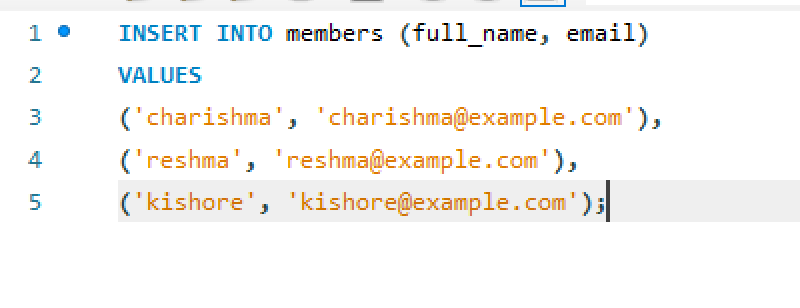 1 INSERT INTO members (full_name, email)
2 VALUES
3 ('charishma', 'charishma@example.com'),
4 ('reshma', 'reshma@example.com'),
5 ('kishore', 'kishore@example.com');